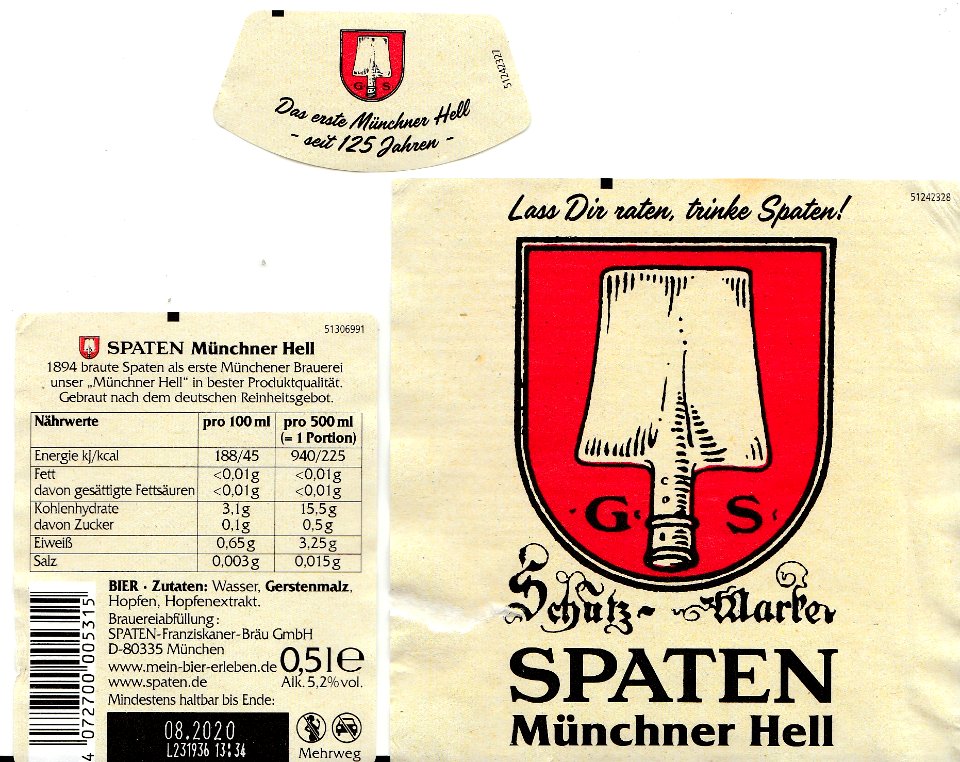 G S
Das erste Münchner Hell
- seit 125 Jahren -
51242327
Lass Dir raten, trinke Spaten!
51242328
· G · S ·
Schutz-Marke
SPATEN
Münchner Hell
51306991
SPATEN Münchner Hell
1894 braute Spaten als erste Münchener Brauerei
unser „Münchner Hell“ in bester Produktqualität.
Gebraut nach dem deutschen Reinheitsgebot.
Nährwerte pro 100 ml pro 500 ml
(= 1 Portion)
Energie kJ/kcal 188/45 940/225
Fett <0,01g <0,01g
davon gesättigte Fettsäuren <0,01g <0,01g
Kohlenhydrate 3,1g 15,5g
davon Zucker 0,1g 0,5g
Eiweiß 0,65g 3,25g
Salz 0,003g 0,015g
BIER · Zutaten: Wasser, Gerstenmalz,
Hopfen, Hopfenextrakt.
Brauereiabfüllung:
SPATEN-Franziskaner-Bräu GmbH
D-80335 München
www.mein-bier-erleben.de
www.spaten.de
0,5l e
Alk. 5,2% vol.
Mindestens haltbar bis Ende:
08.2020
L231936 13:34
Mehrweg
4 072700 005315